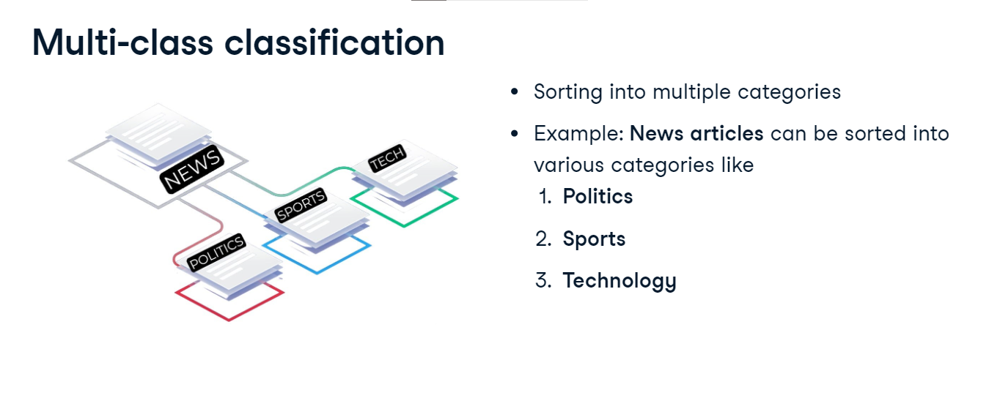 Multi-class classification
NEWS
TECH
SPORTS
POLITICS
• Sorting into multiple categories
• Example: News articles can be sorted into
various categories like
1. Politics
2. Sports
3. Technology